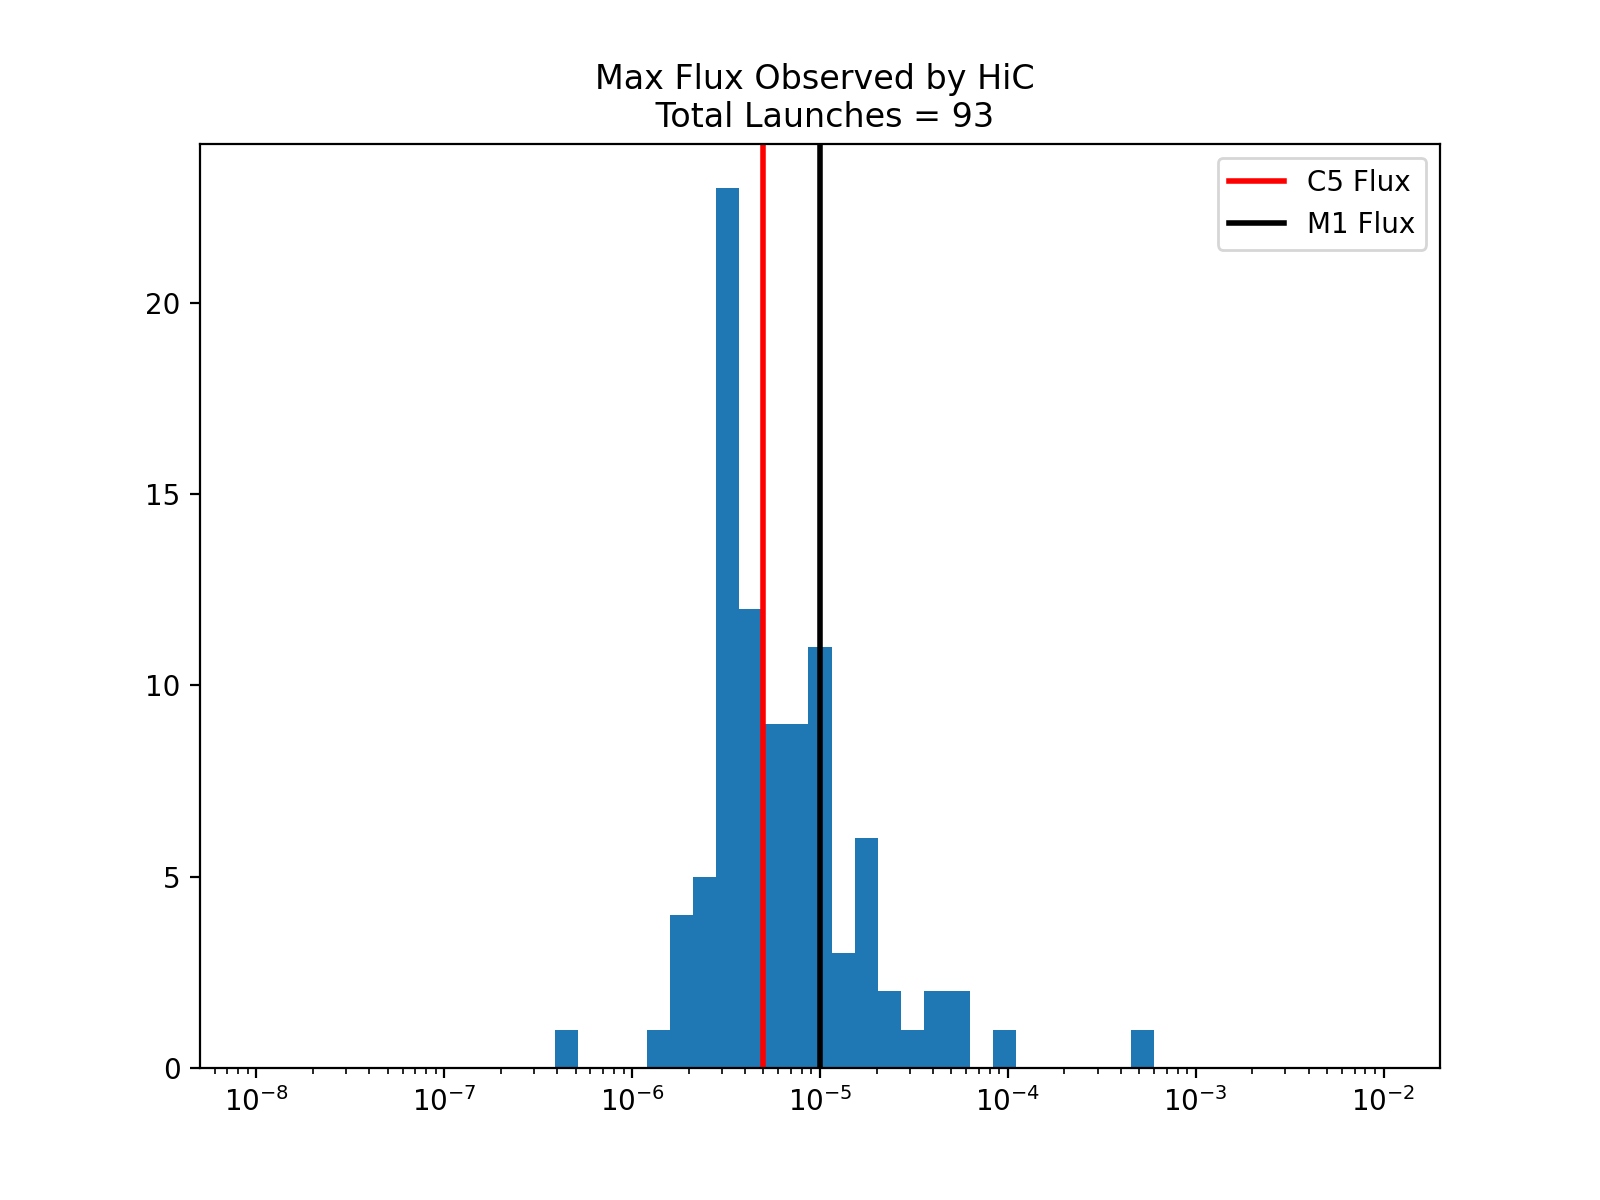 Max Flux Observed by HiC
Total Launches = 93
C5 Flux
M1 Flux
20
15
10
5
0
10⁻⁸ 10⁻⁷ 10⁻⁶ 10⁻⁵ 10⁻⁴ 10⁻³ 10⁻²